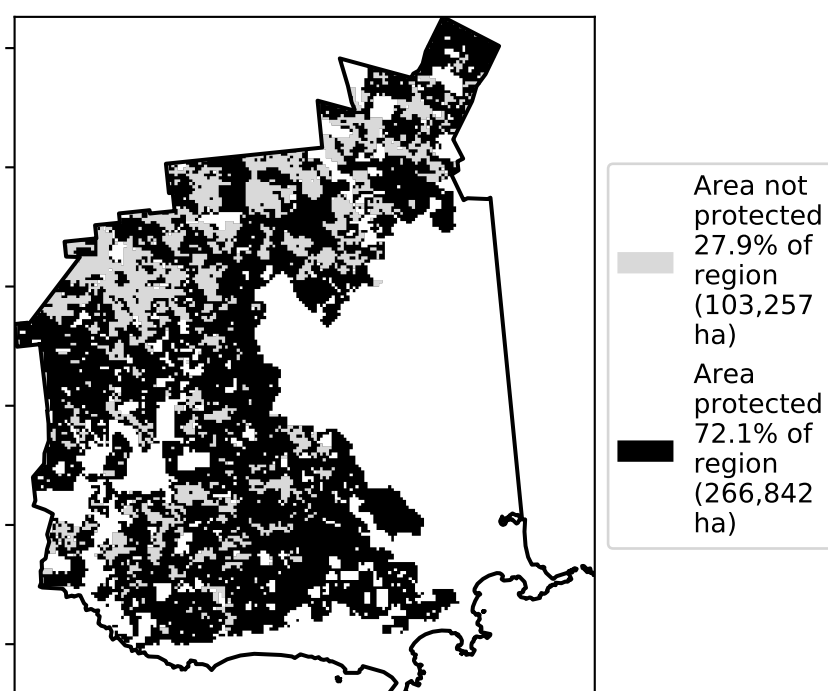 Area not
protected
27.9% of
region
(103,257
ha)
Area
protected
72.1% of
region
(266,842
ha)